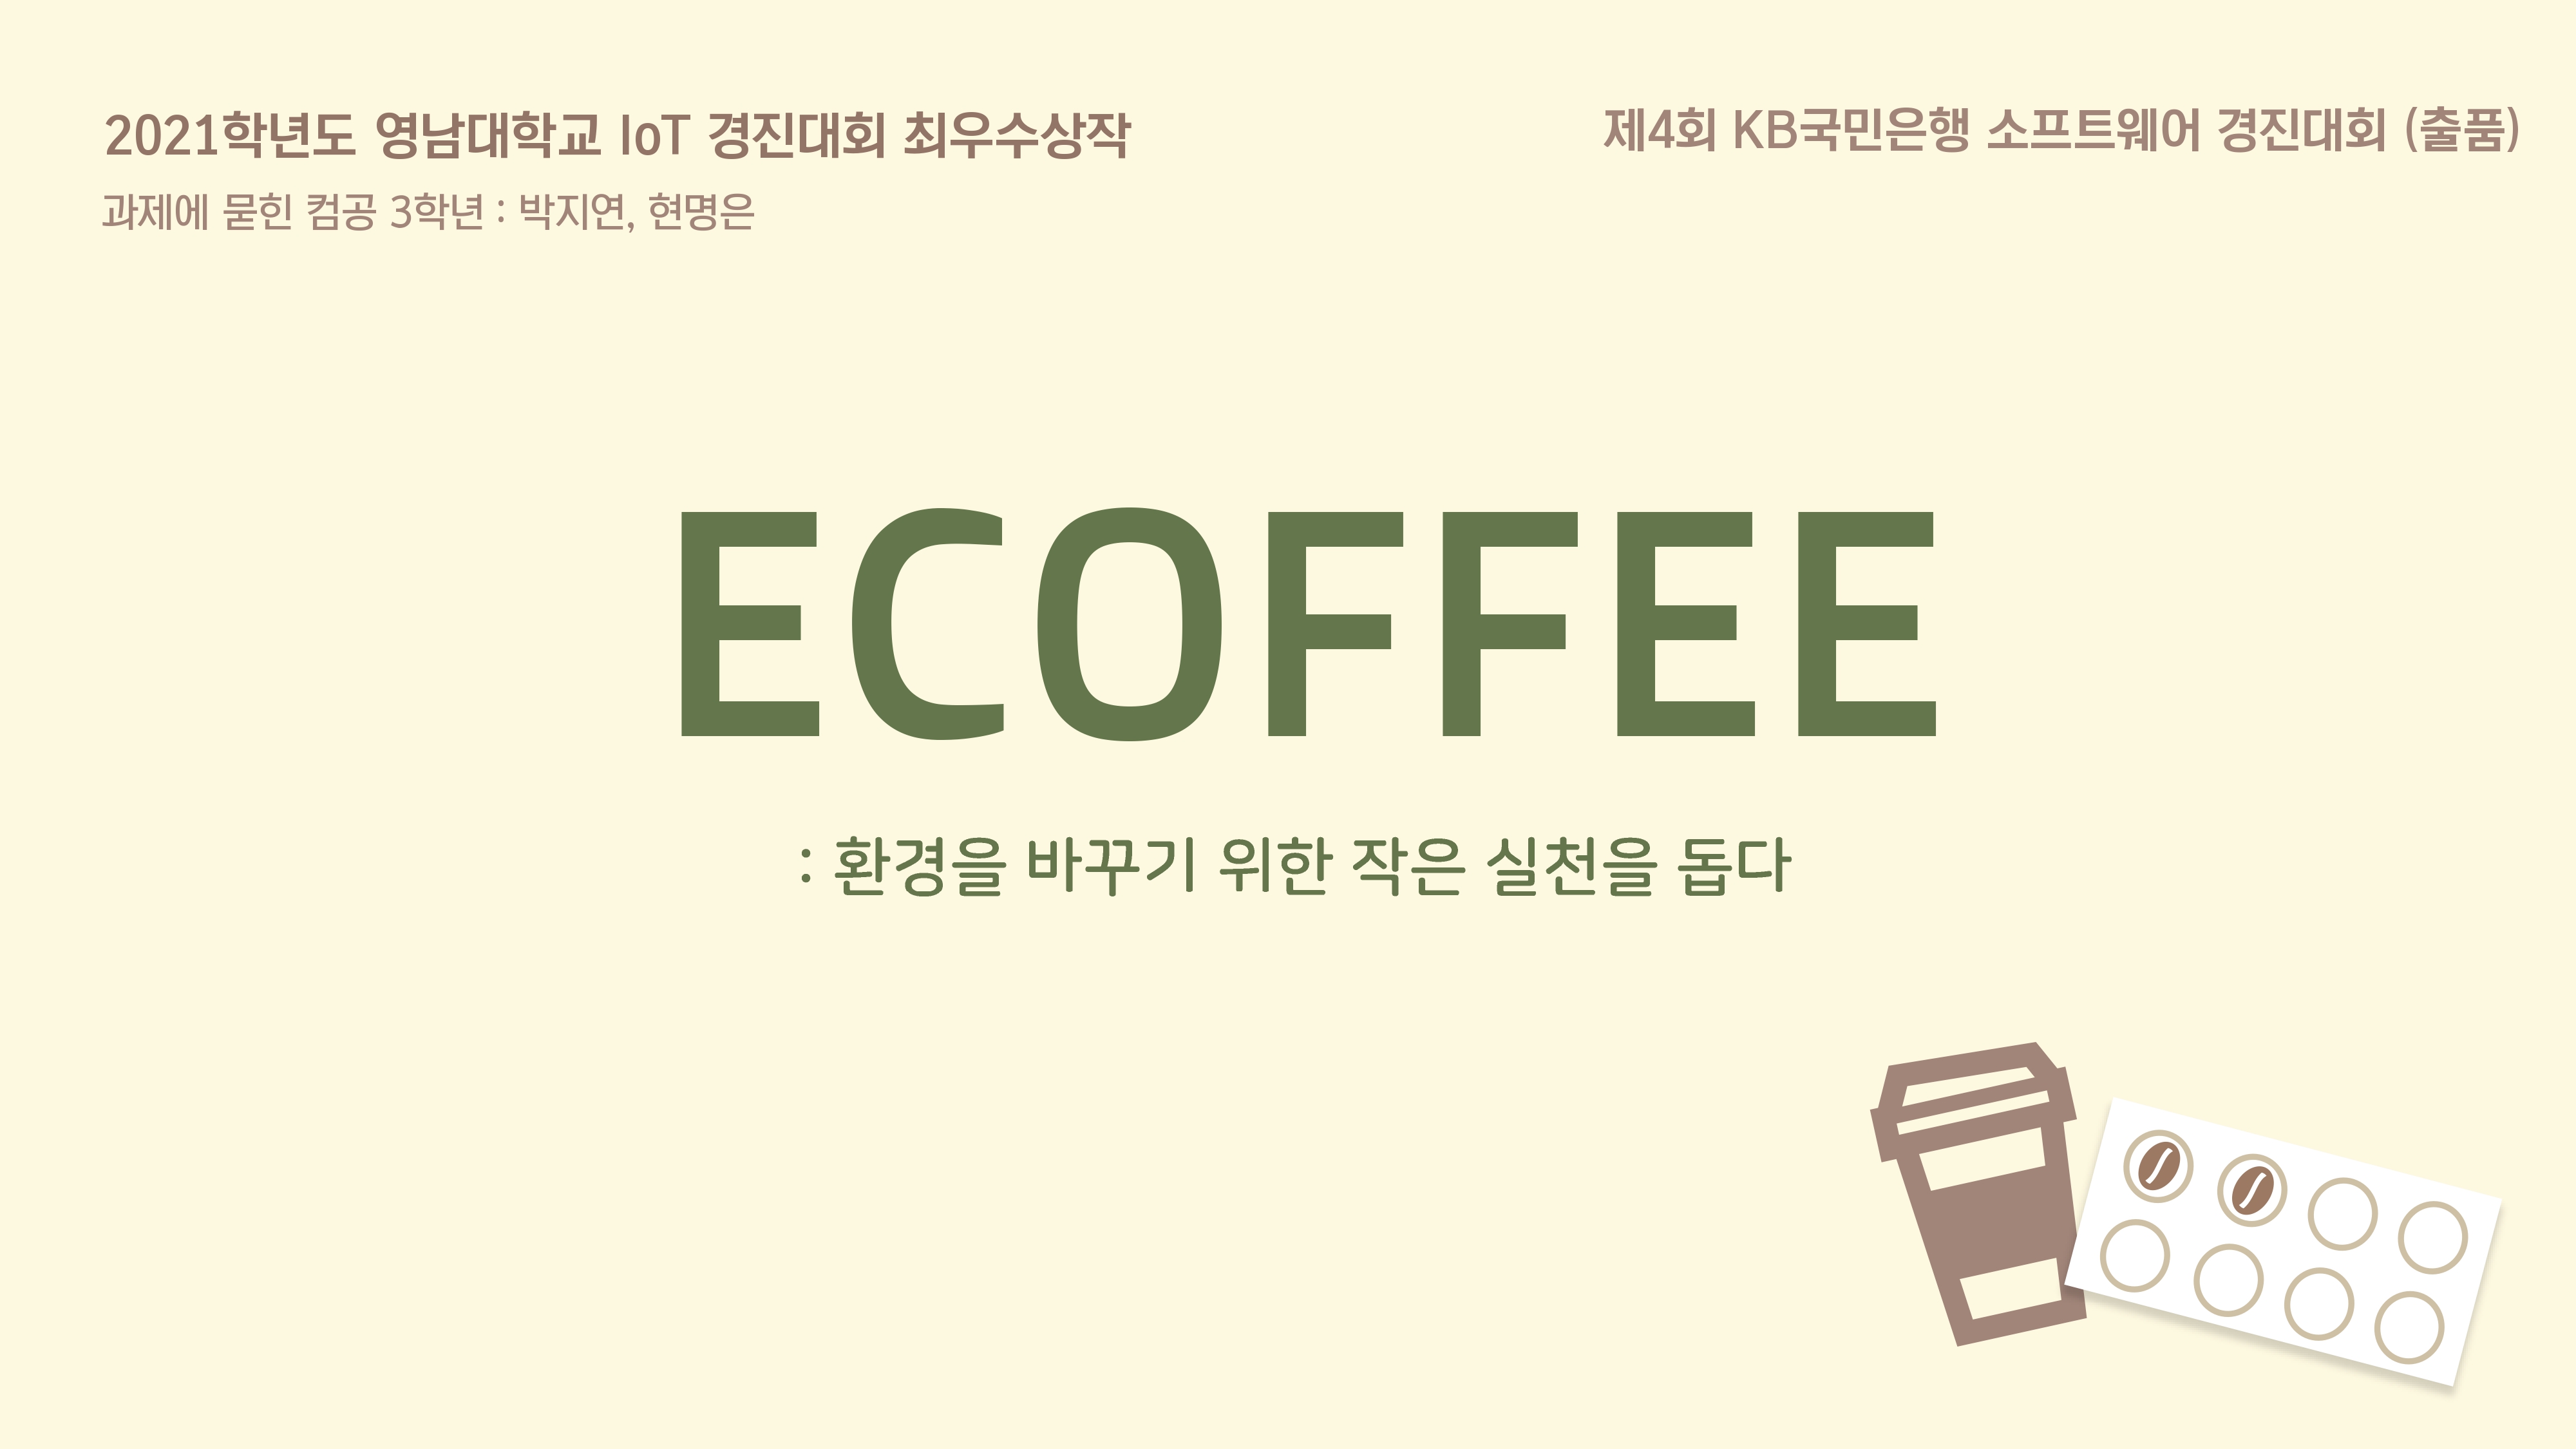 2021학년도 영남대학교 IoT 경진대회 최우수상작
제4회 KB국민은행 소프트웨어 경진대회 (출품)
과제에 묻힌 컴공 3학년 : 박지연, 현명은
ECOFFEE
: 환경을 바꾸기 위한 작은 실천을 돕다